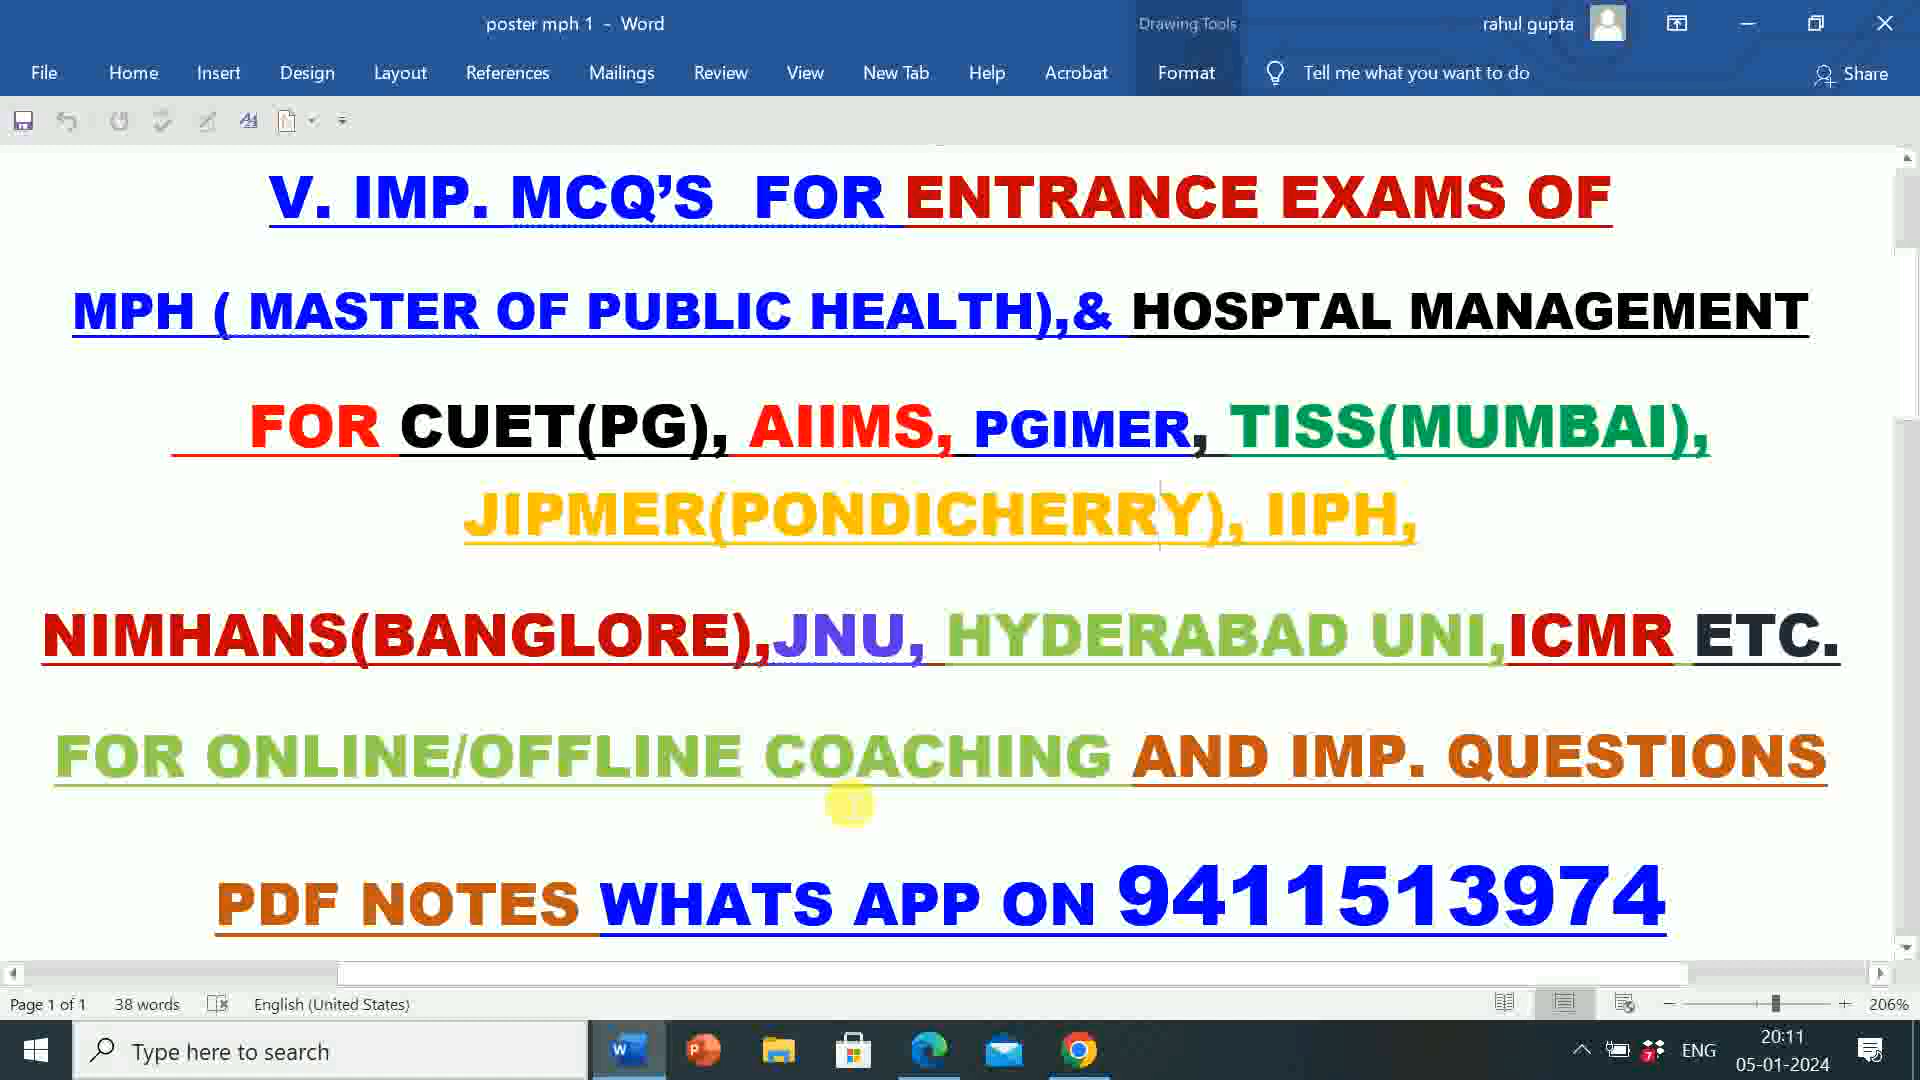 poster mph 1 - Word
Drawing Tools
rahul gupta
File Home Insert Design Layout References Mailings Review View New Tab Help Acrobat Format Tell me what you want to do Share
V. IMP. MCQ’S FOR ENTRANCE EXAMS OF
MPH ( MASTER OF PUBLIC HEALTH),& HOSPTAL MANAGEMENT
FOR CUET(PG), AIIMS, PGIMER, TISS(MUMBAI),
JIPMER(PONDICHERRY), IIPH,
NIMHANS(BANGLORE),JNU, HYDERABAD UNI,ICMR ETC.
FOR ONLINE/OFFLINE COACHING AND IMP. QUESTIONS
PDF NOTES WHATS APP ON 9411513974
Page 1 of 1 38 words English (United States) 206%
Type here to search
ENG
20:11
05-01-2024